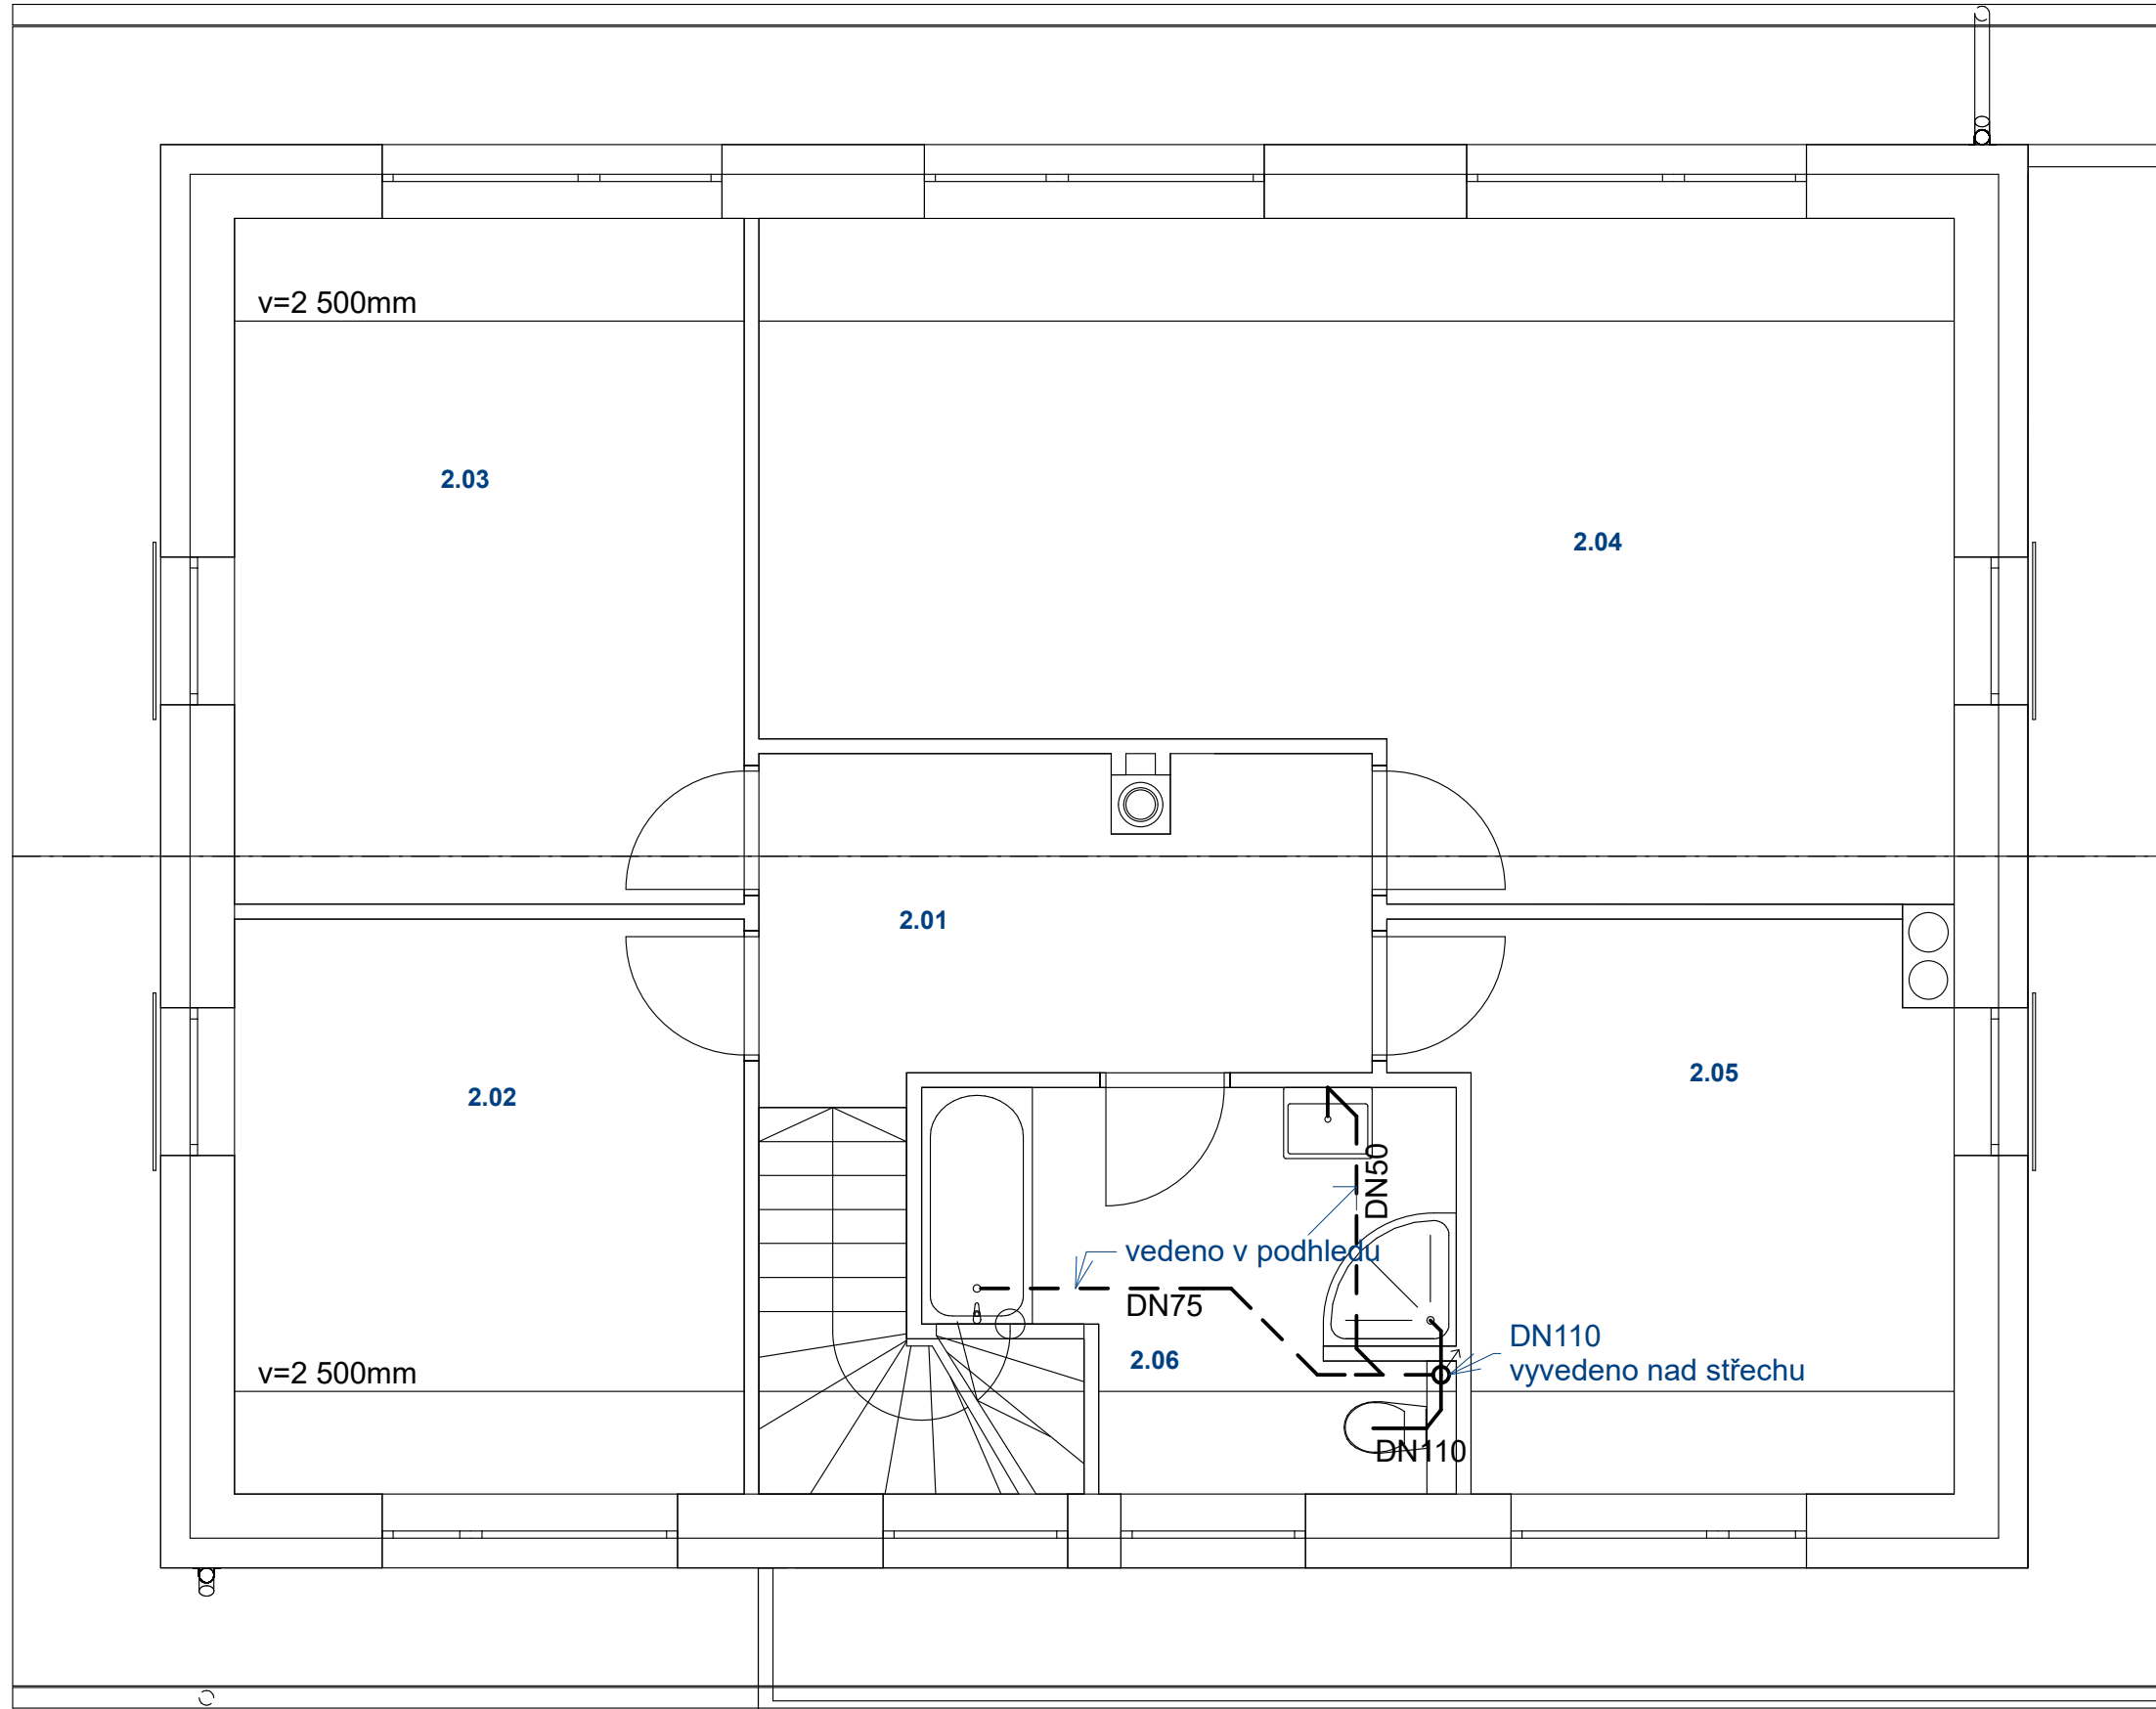 v=2 500mm
2.03
2.04
2.01
2.05
2.02
DN50
vedeno v podhledu
DN75
DN110
vyvedeno nad střechu
2.06
v=2 500mm
DN110